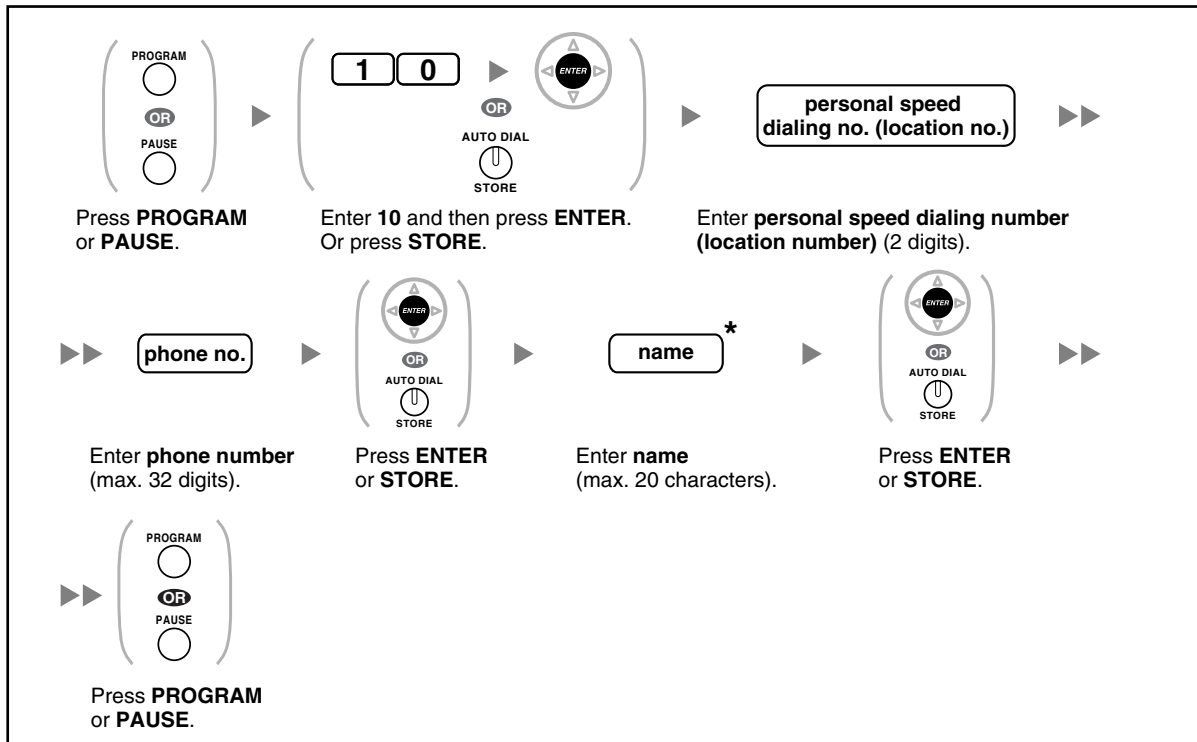 PROGRAM
OR
PAUSE
Press PROGRAM
or PAUSE.
1 0
ENTER
OR
AUTO DIAL
STORE
Enter 10 and then press ENTER.
Or press STORE.
personal speed
dialing no. (location no.)
Enter personal speed dialing number
(location number) (2 digits).
phone no.
Enter phone number
(max. 32 digits).
ENTER
OR
AUTO DIAL
STORE
Press ENTER
or STORE.
name *
Enter name
(max. 20 characters).
ENTER
OR
AUTO DIAL
STORE
Press ENTER
or STORE.
PROGRAM
OR
PAUSE
Press PROGRAM
or PAUSE.